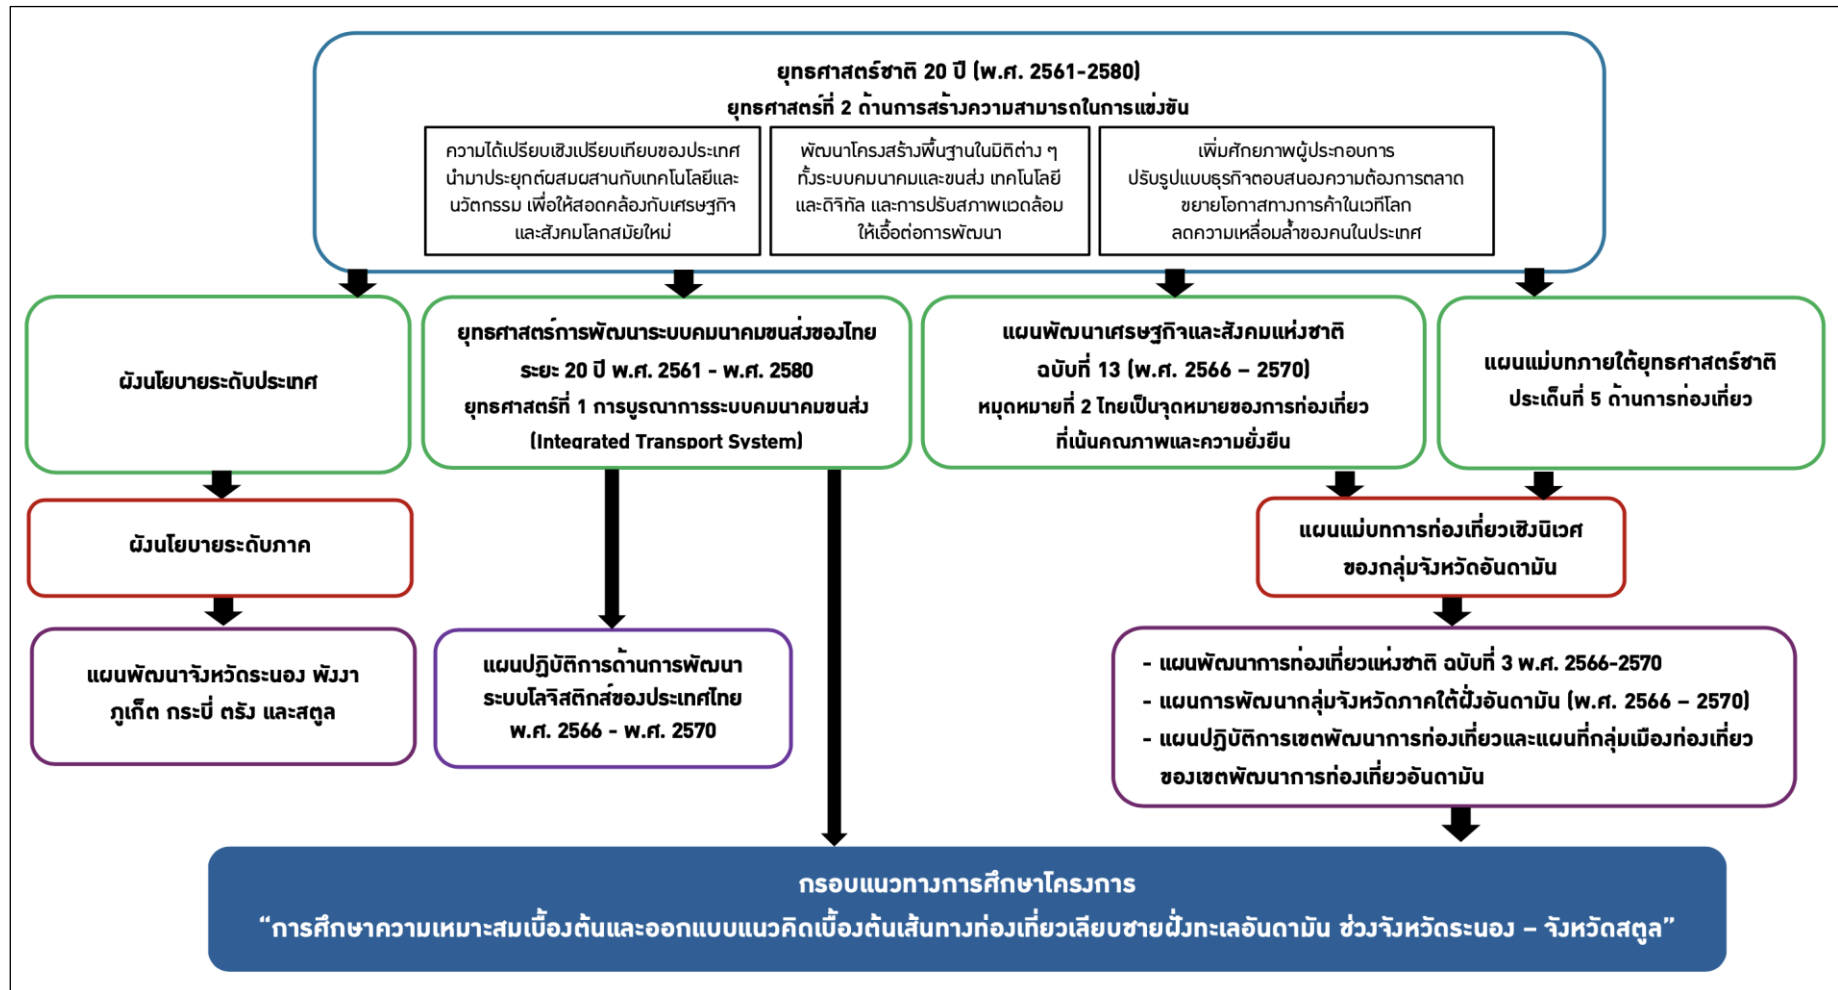 ยุทธศาสตร์ชาติ 20 ปี (พ.ศ. 2561-2580)
ยุทธศาสตร์ที่ 2 ด้านการสร้างความสามารถในการแข่งขัน
ความได้เปรียบเชิงเปรียบเทียบของประเทศ
นำมาประยุกต์ผสมผสานกับเทคโนโลยีและ
นวัตกรรม เพื่อให้สอดคล้องกับเศรษฐกิจ
และสังคมโลกสมัยใหม่
พัฒนาโครงสร้างพื้นฐานในมิติต่าง ๆ
ทั้งระบบคมนาคมและขนส่ง เทคโนโลยี
และดิจิทัล และการปรับสภาพแวดล้อม
ให้เอื้อต่อการพัฒนา
เพิ่มศักยภาพผู้ประกอบการ
ปรับรูปแบบธุรกิจตอบสนองความต้องการตลาด
ขยายโอกาสทางการค้าในเวทีโลก
ลดความเหลื่อมล้ำของคนในประเทศ
ผังนโยบายระดับประเทศ
ยุทธศาสตร์การพัฒนาระบบคมนาคมขนส่งของไทย
ระยะ 20 ปี พ.ศ. 2561 - พ.ศ. 2580
ยุทธศาสตร์ที่ 1 การบูรณาการระบบคมนาคมขนส่ง
(Integrated Transport System)
แผนพัฒนาเศรษฐกิจและสังคมแห่งชาติ
ฉบับที่ 13 (พ.ศ. 2566 – 2570)
หมุดหมายที่ 2 ไทยเป็นจุดหมายของการท่องเที่ยว
ที่เน้นคุณภาพและความยั่งยืน
แผนแม่บทภายใต้ยุทธศาสตร์ชาติ
ประเด็นที่ 5 ด้านการท่องเที่ยว
ผังนโยบายระดับภาค
แผนแม่บทการท่องเที่ยวเชิงนิเวศ
ของกลุ่มจังหวัดอันดามัน
แผนพัฒนาจังหวัดระนอง พังงา
ภูเก็ต กระบี่ ตรัง และสตูล
แผนปฏิบัติการด้านการพัฒนา
ระบบโลจิสติกส์ของประเทศไทย
พ.ศ. 2566 - พ.ศ. 2570
- แผนพัฒนาการท่องเที่ยวแห่งชาติ ฉบับที่ 3 พ.ศ. 2566-2570
- แผนการพัฒนากลุ่มจังหวัดภาคใต้ฝั่งอันดามัน (พ.ศ. 2566 – 2570)
- แผนปฏิบัติการเขตพัฒนาการท่องเที่ยวและแผนที่กลุ่มเมืองท่องเที่ยว
ของเขตพัฒนาการท่องเที่ยวอันดามัน
กรอบแนวทางการศึกษาโครงการ
“การศึกษาความเหมาะสมเบื้องต้นและออกแบบแนวคิดเบื้องต้นเส้นทางท่องเที่ยวเลียบชายฝั่งทะเลอันดามัน ช่วงจังหวัดระนอง – จังหวัดสตูล”